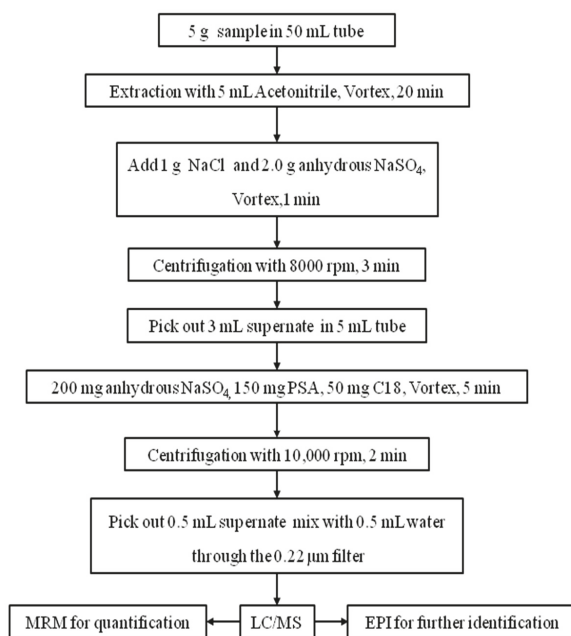 5 g sample in 50 mL tube
Extraction with 5 mL Acetonitrile, Vortex, 20 min
Add 1 g NaCl and 2.0 g anhydrous NaSO₄,
Vortex,1 min
Centrifugation with 8000 rpm, 3 min
Pick out 3 mL supernate in 5 mL tube
200 mg anhydrous NaSO₄, 150 mg PSA, 50 mg C18, Vortex, 5 min
Centrifugation with 10,000 rpm, 2 min
Pick out 0.5 mL supernate mix with 0.5 mL water
through the 0.22 μm filter
MRM for quantification
LC/MS
EPI for further identification